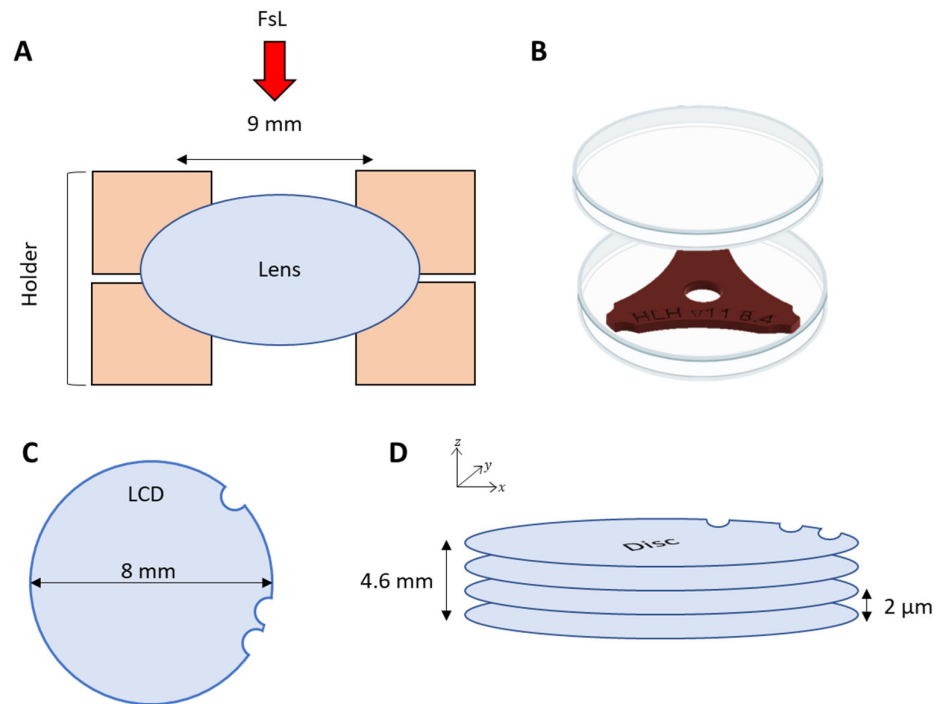 A
FsL
9 mm
Holder
Lens
B
HLH v11 8.4
C
LCD
8 mm
D
z
y
x
Disc
4.6 mm
2 μm